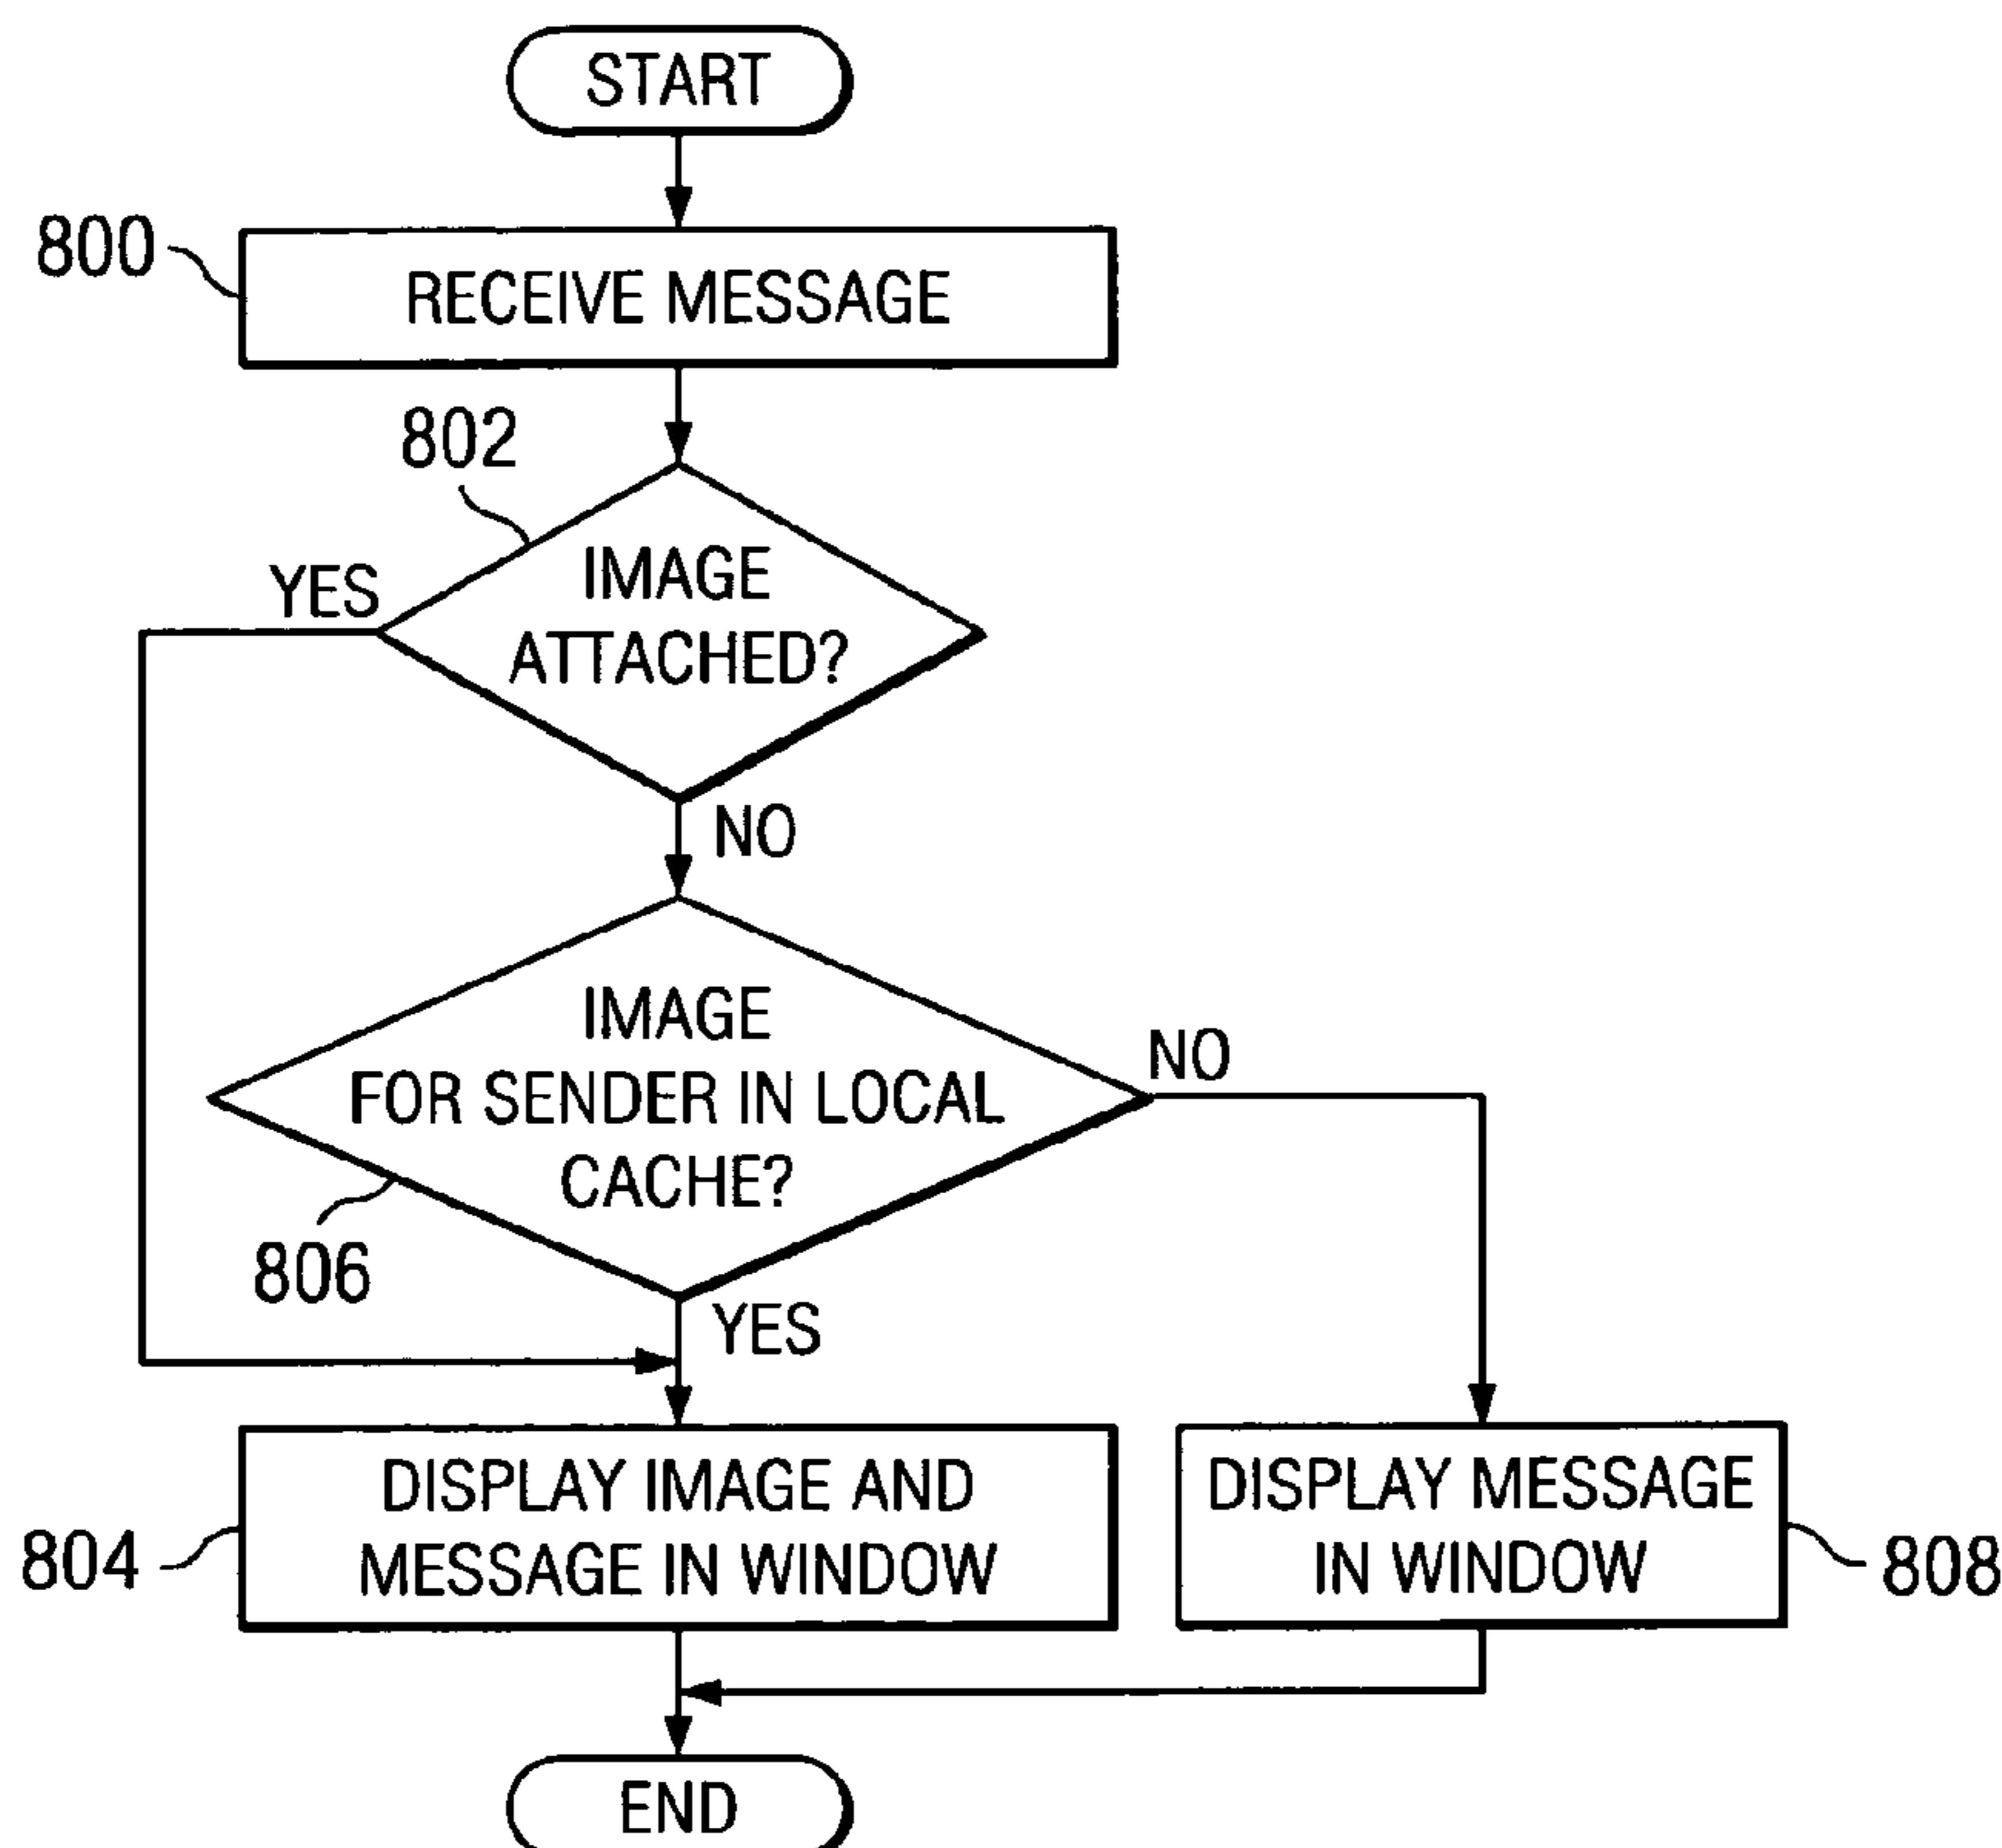 START
800
RECEIVE MESSAGE
802
YES
IMAGE
ATTACHED?
NO
IMAGE
FOR SENDER IN LOCAL
CACHE?
NO
806
YES
804
DISPLAY IMAGE AND
MESSAGE IN WINDOW
DISPLAY MESSAGE
IN WINDOW
808
END